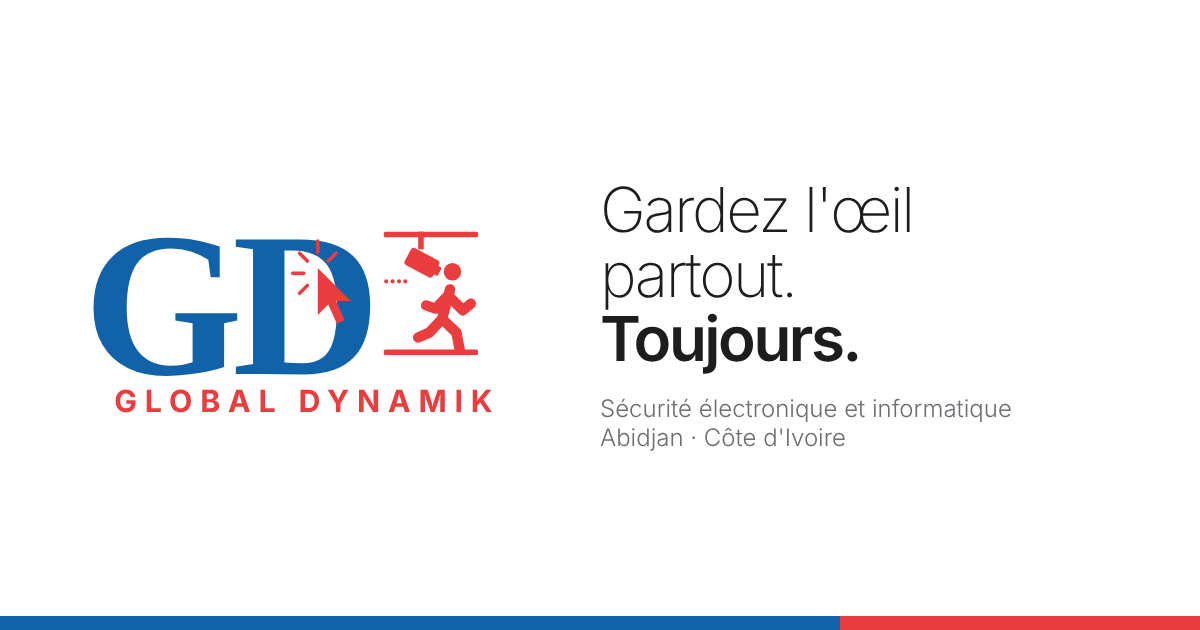 GD
GLOBAL DYNAMIK
Gardez l'œil
partout.
Toujours.
Sécurité électronique et informatique
Abidjan · Côte d'Ivoire